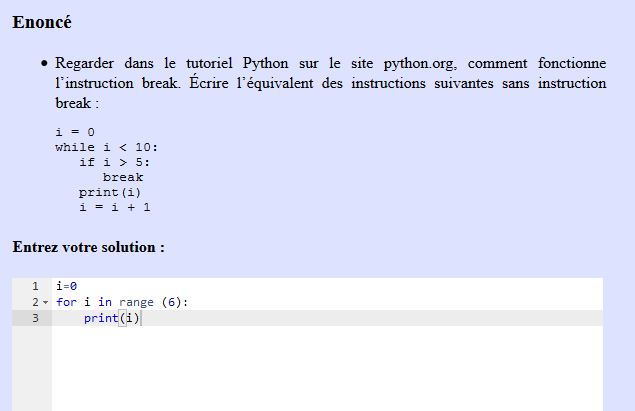 Enoncé
• Regarder dans le tutoriel Python sur le site python.org, comment fonctionne
l'instruction break. Écrire l'équivalent des instructions suivantes sans instruction
break :
i = 0
while i < 10:
   if i > 5:
      break
   print(i)
   i = i + 1
Entrez votre solution :
1 i=0
2 for i in range (6):
3     print(i)